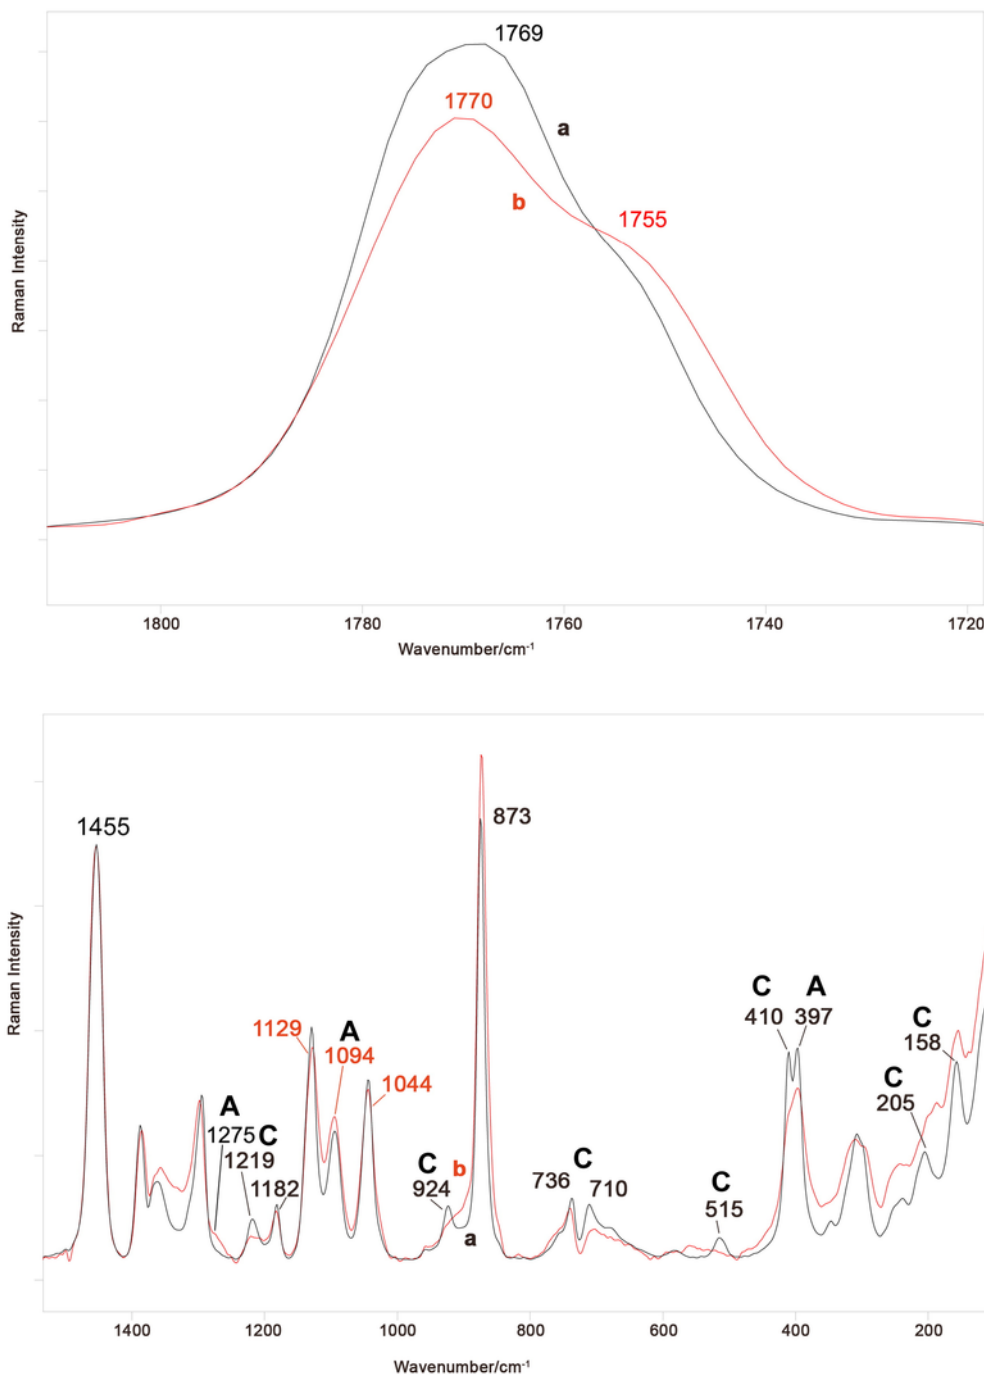 1769
1770
a
b
1755
Raman Intensity
1800
1780
1760
1740
1720
Wavenumber/cm-1
1455
873
C
A
410
397
1129
A
1094
C
158
1044
C
205
A
1275
C
1219
1182
C
924
b
a
736
C
710
C
515
Raman Intensity
1400
1200
1000
800
600
400
200
Wavenumber/cm-1